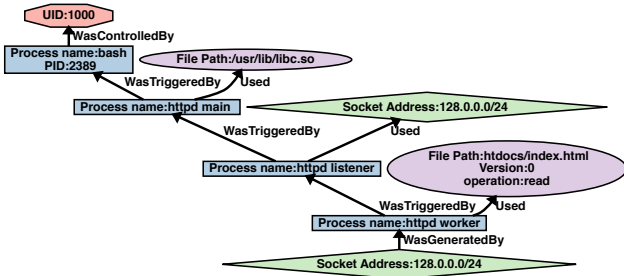 UID:1000
WasControlledBy
Process name:bash
PID:2389
File Path:/usr/lib/libc.so
WasTriggeredBy
Used
Process name:httpd main
Socket Address:128.0.0.0/24
WasTriggeredBy
Used
File Path:htdocs/index.html
Version:0
operation:read
Process name:httpd listener
WasTriggeredBy
Used
Process name:httpd worker
WasGeneratedBy
Socket Address:128.0.0.0/24